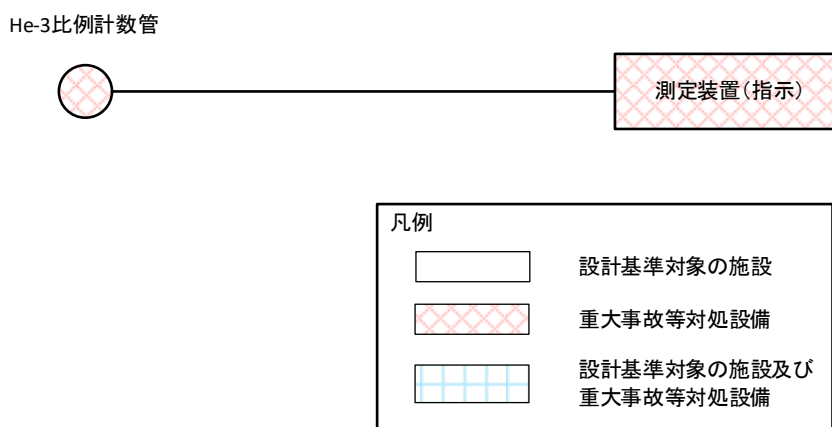 He-3比例計数管
測定装置(指示)
凡例
設計基準対象の施設
重大事故等対処設備
設計基準対象の施設及び
重大事故等対処設備